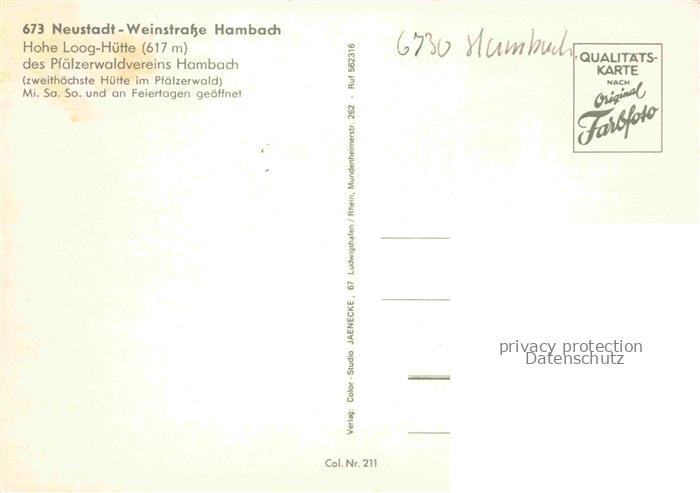 673 Neustadt-Weinstraße Hambach
Hohe Loog-Hütte (617 m)
des Pfälzerwaldvereins Hambach
(zweithöchste Hütte im Pfälzerwald)
Mi. Sa. So. und an Feiertagen geöffnet
6730 Hambach
QUALITÄTS-
KARTE
NACH
Original
Farbfoto
Verlag: Color-Studio JAENECKE, 67 Ludwigshafen / Rhein, Mundenheimerstr. 262 · Ruf 562316
privacy protection
Datenschutz
Col. Nr. 211